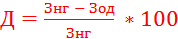 Д = (Знг − Зод)/Знг * 100